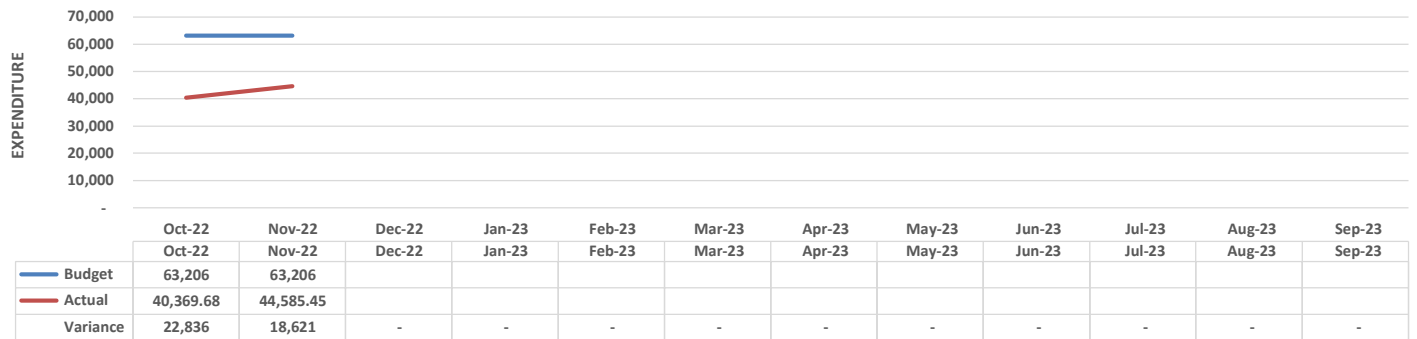 EXPENDITURE
70,000
60,000
50,000
40,000
30,000
20,000
10,000
-
Oct-22 Nov-22 Dec-22 Jan-23 Feb-23 Mar-23 Apr-23 May-23 Jun-23 Jul-23 Aug-23 Sep-23
Oct-22 Nov-22 Dec-22 Jan-23 Feb-23 Mar-23 Apr-23 May-23 Jun-23 Jul-23 Aug-23 Sep-23
Budget 63,206 63,206
Actual 40,369.68 44,585.45
Variance 22,836 18,621 - - - - - - - - - -